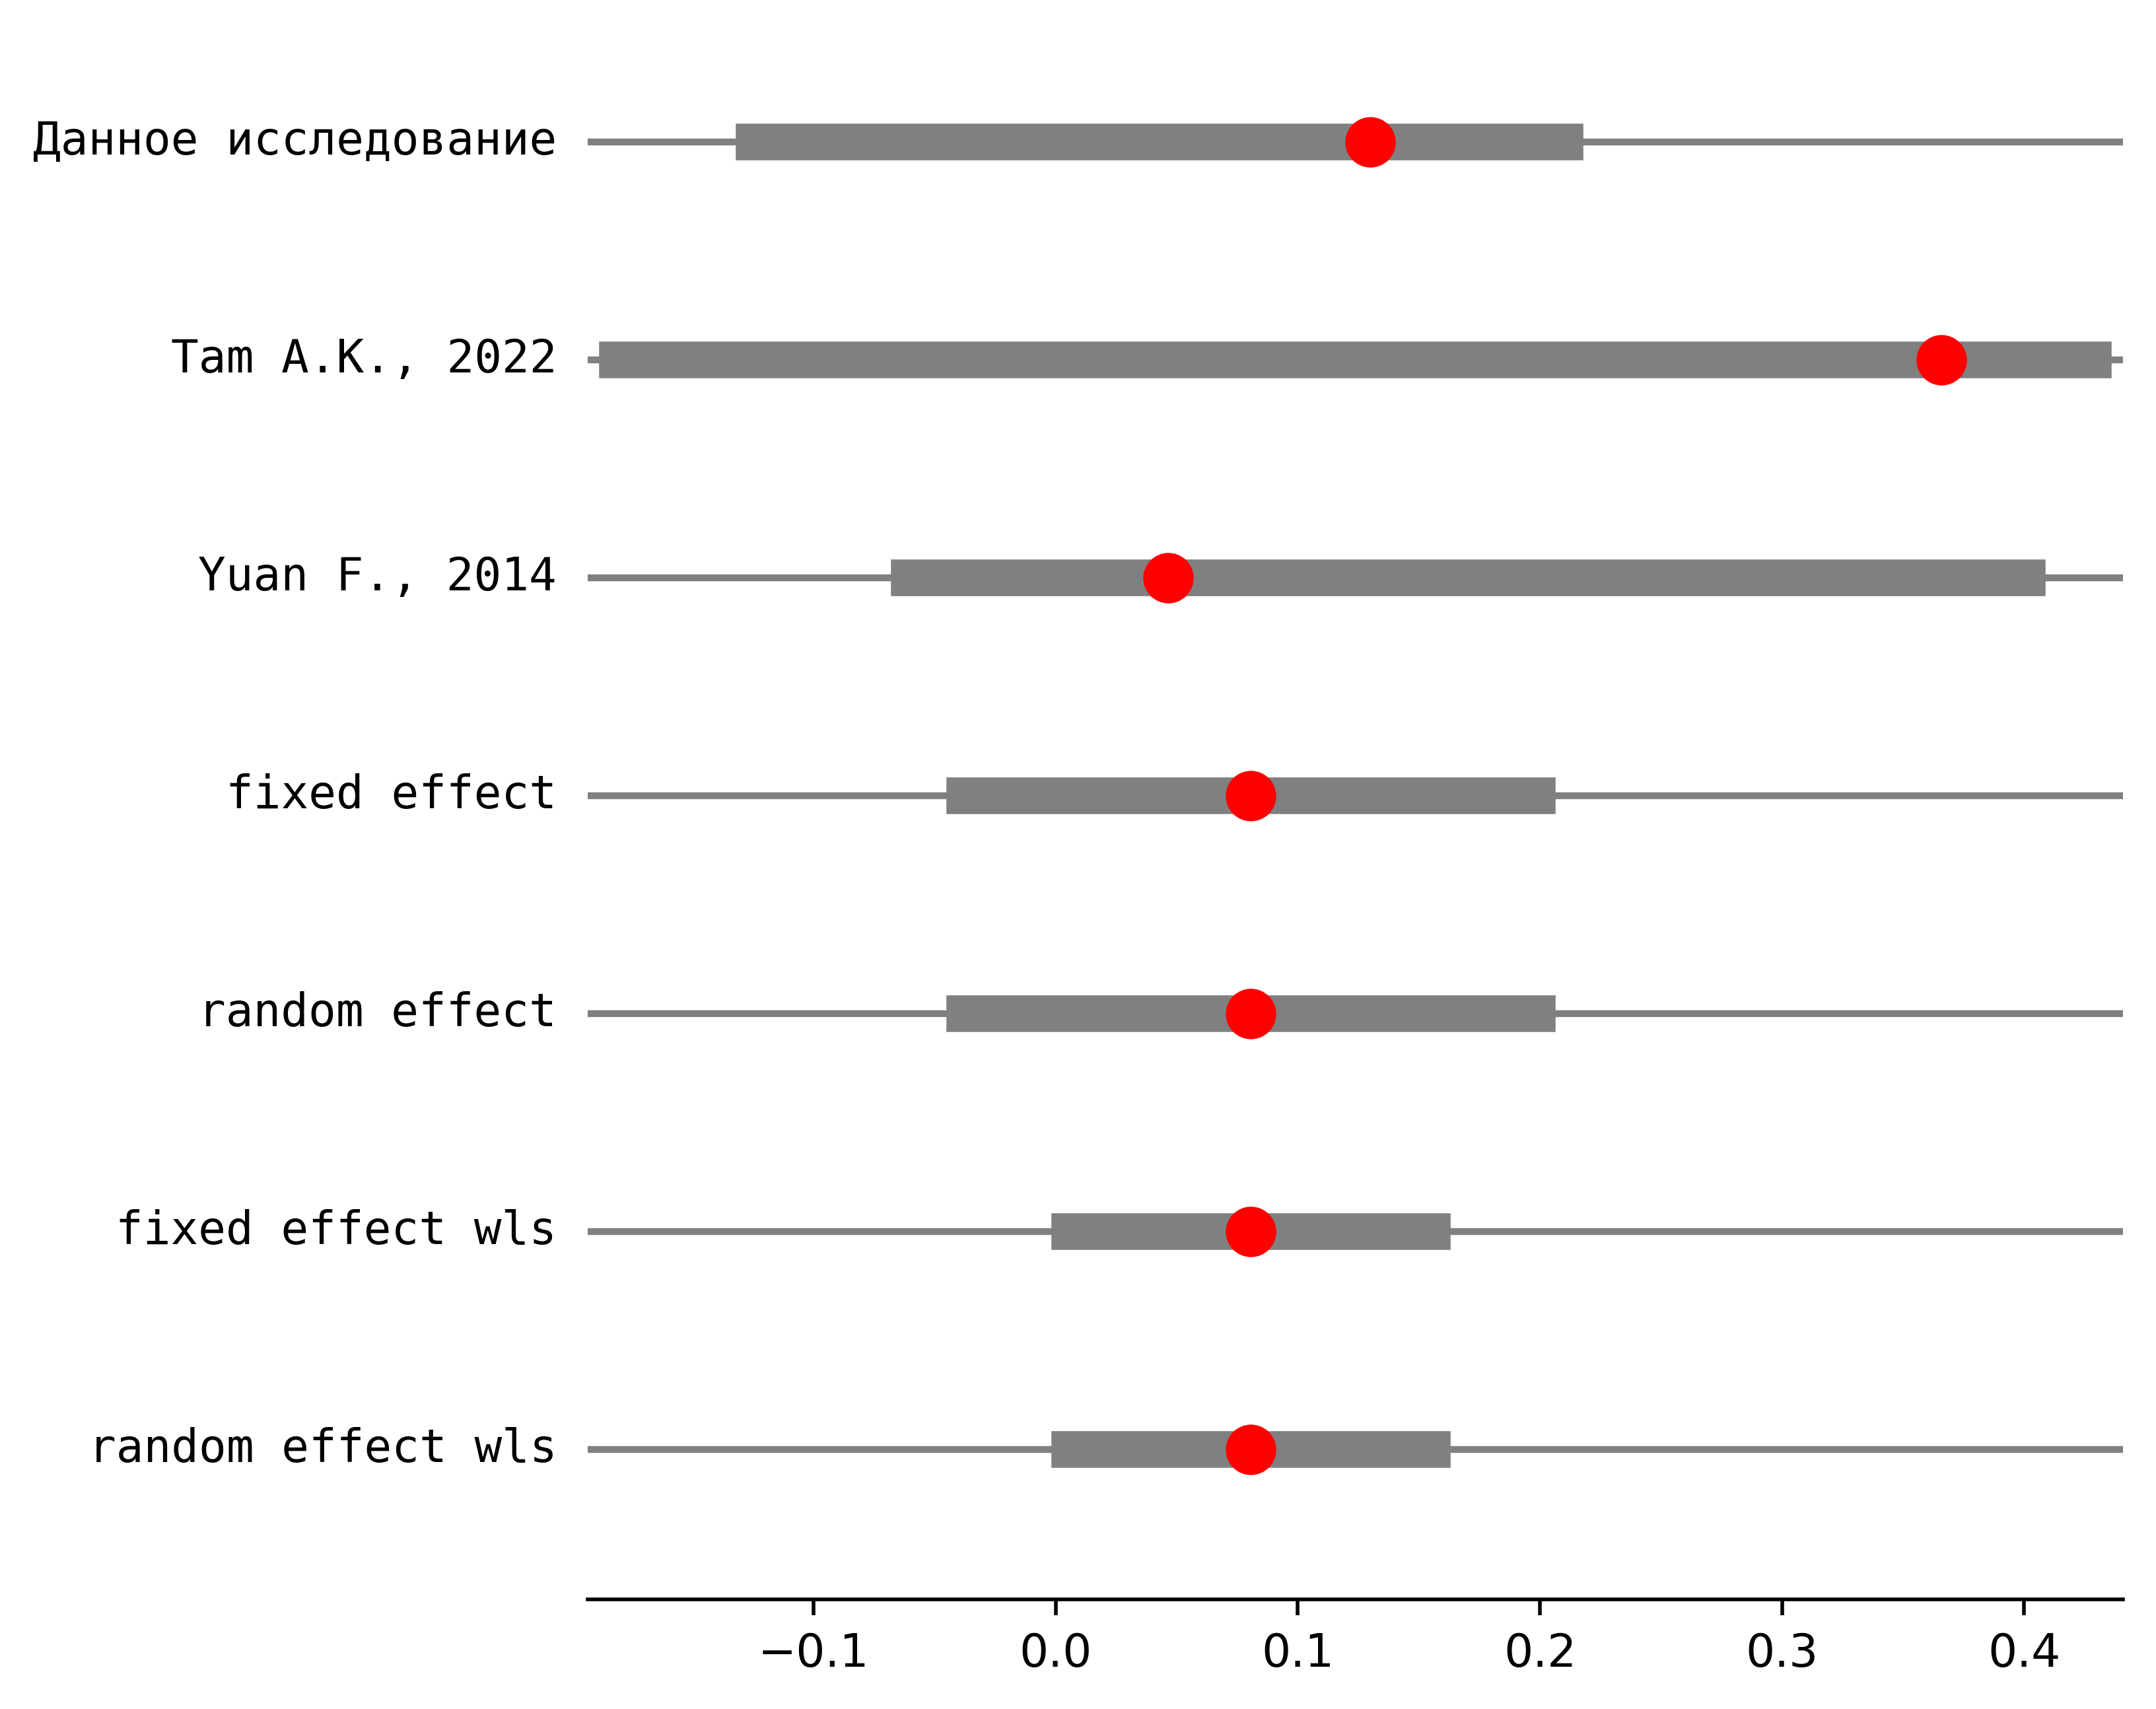 Данное исследование
Tam A.K., 2022
Yuan F., 2014
fixed effect
random effect
fixed effect wls
random effect wls
−0.1 0.0 0.1 0.2 0.3 0.4